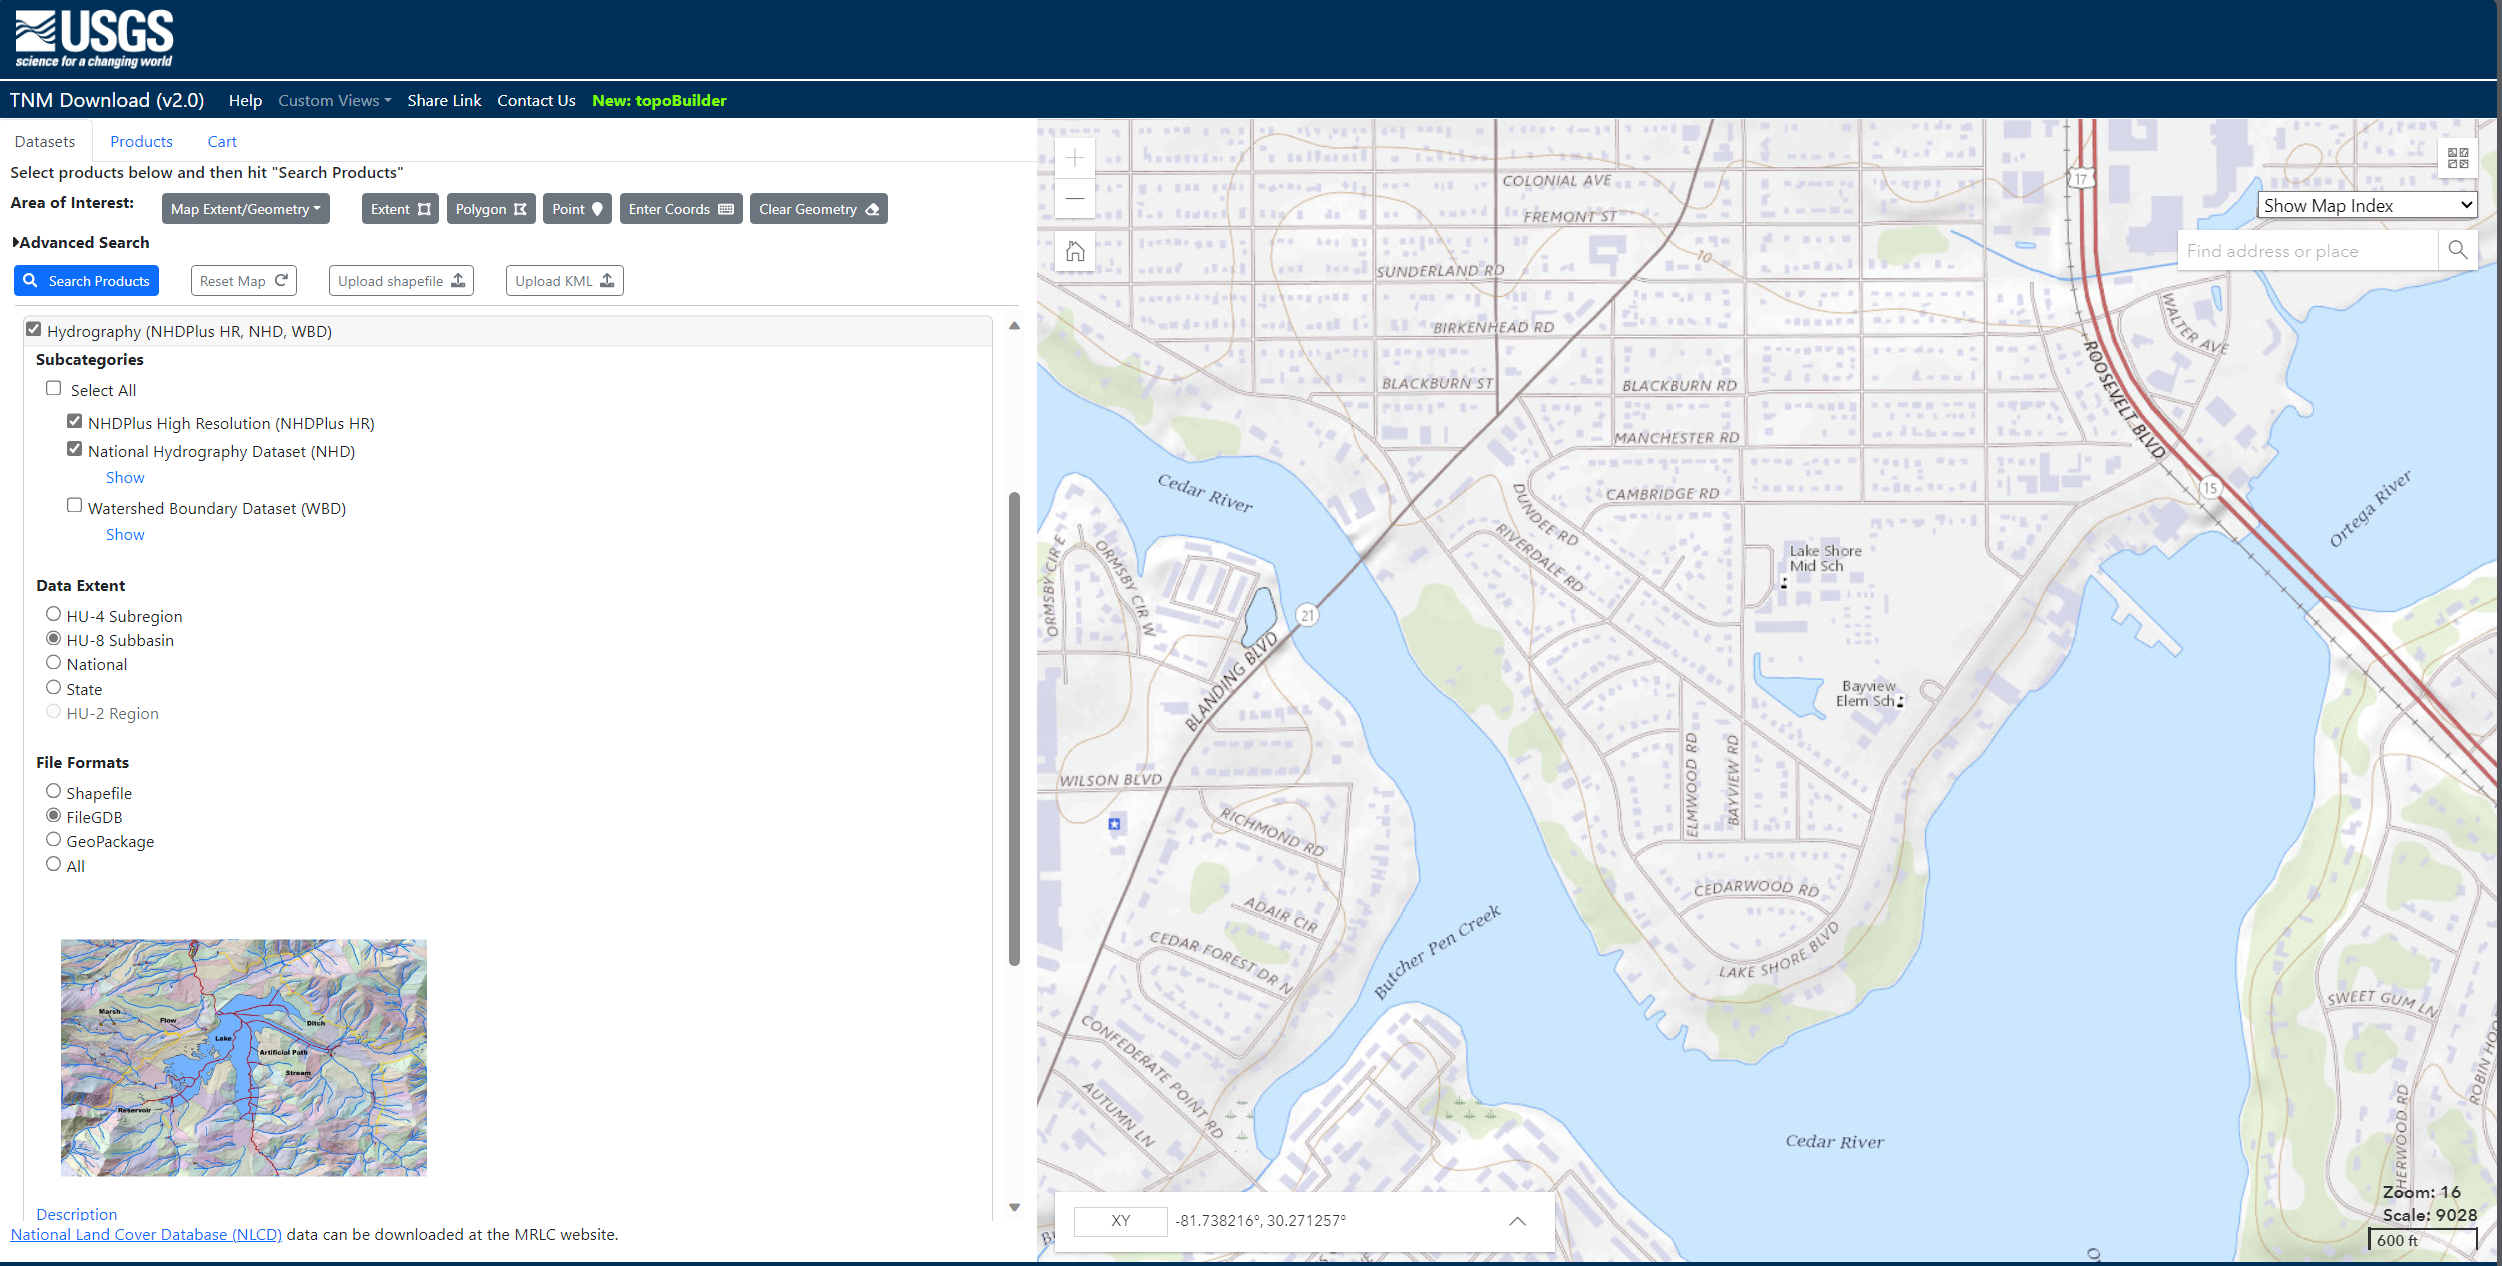 USGS
science for a changing world
TNM Download (v2.0) Help Custom Views Share Link Contact Us New: topoBuilder
Datasets Products Cart
Select products below and then hit "Search Products"
Area of Interest: Map Extent/Geometry Extent Polygon Point Enter Coords Clear Geometry
Advanced Search
Search Products Reset Map Upload shapefile Upload KML
Hydrography (NHDPlus HR, NHD, WBD)
Subcategories
Select All
NHDPlus High Resolution (NHDPlus HR)
National Hydrography Dataset (NHD)
Show
Watershed Boundary Dataset (WBD)
Show
Data Extent
HU-4 Subregion
HU-8 Subbasin
National
State
HU-2 Region
File Formats
Shapefile
FileGDB
GeoPackage
All
Marsh
Flow
Ditch
Lake
Artificial Path
Stream
Reservoir
Description
National Land Cover Database (NLCD) data can be downloaded at the MRLC website.
Show Map Index
Find address or place
COLONIAL AVE
17
FREMONT ST
10
SUNDERLAND RD
BIRKENHEAD RD
WALTER AVE
BLACKBURN ST
BLACKBURN RD
ROOSEVELT BLVD
MANCHESTER RD
Cedar River
CAMBRIDGE RD
15
Ortega River
DUNDEE RD
RIVERDALE RD
ORMSBY CIR E
ORMSBY CIR W
Lake Shore
Mid Sch
21
BLANDING BLVD
Bayview
Elem Sch
WILSON BLVD
ELMWOOD RD
BAYVIEW RD
RICHMOND RD
CEDARWOOD RD
ADAIR CIR
Butcher Pen Creek
CEDAR FOREST DR N
LAKE SHORE BLVD
SWEET GUM LN
CONFEDERATE POINT RD
AUTUMN LN
ROBIN HOO
HERWOOD RD
Cedar River
Zoom: 16
Scale: 9028
600 ft
XY -81.738216°, 30.271257°